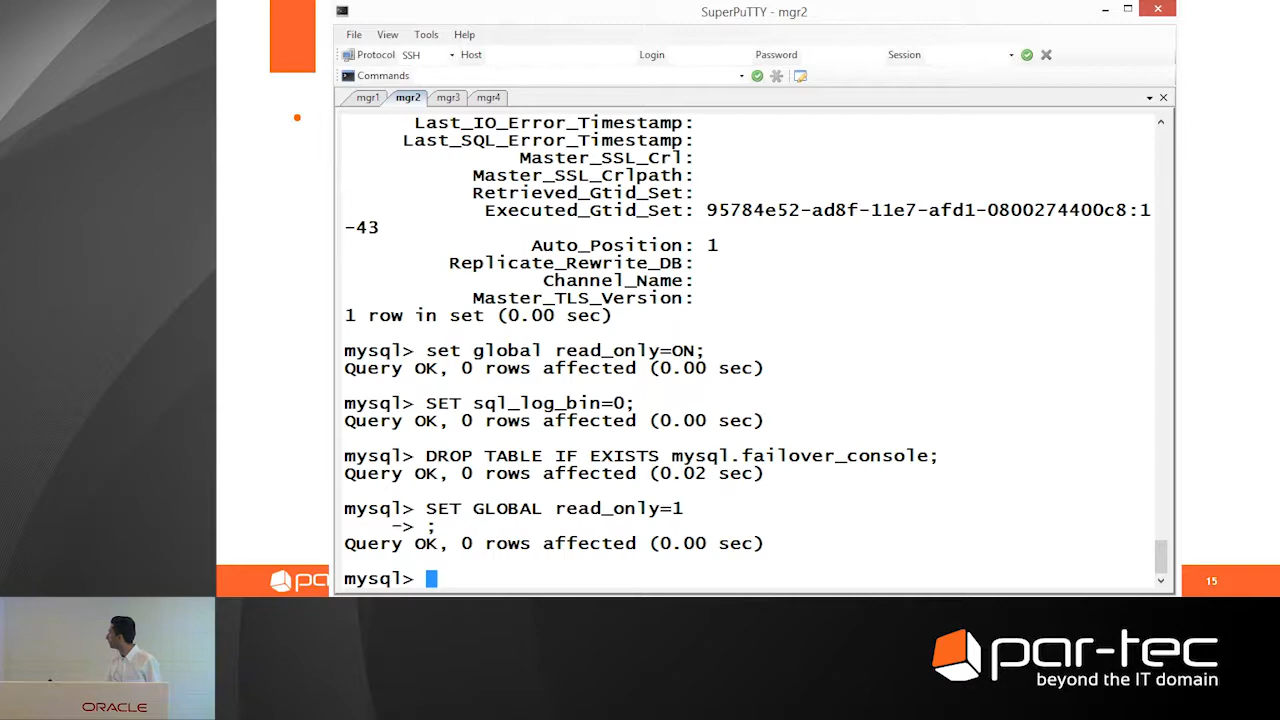 SuperPuTTY - mgr2
File View Tools Help
Protocol SSH Host Login Password Session
Commands
mgr1 mgr2 mgr3 mgr4
Last_IO_Error_Timestamp:
Last_SQL_Error_Timestamp:
Master_SSL_Crl:
Master_SSL_Crlpath:
Retrieved_Gtid_Set:
Executed_Gtid_Set: 95784e52-ad8f-11e7-afd1-0800274400c8:1
-43
Auto_Position: 1
Replicate_Rewrite_DB:
Channel_Name:
Master_TLS_Version:
1 row in set (0.00 sec)
mysql> set global read_only=ON;
Query OK, 0 rows affected (0.00 sec)
mysql> SET sql_log_bin=0;
Query OK, 0 rows affected (0.00 sec)
mysql> DROP TABLE IF EXISTS mysql.failover_console;
Query OK, 0 rows affected (0.02 sec)
mysql> SET GLOBAL read_only=1
-> ;
Query OK, 0 rows affected (0.00 sec)
mysql>
pa
15
par-tec
beyond the IT domain
ORACLE